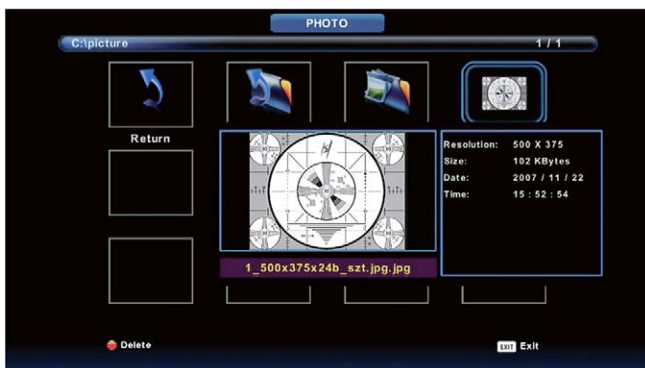 PHOTO
C:\picture
1 / 1
Return
Resolution: 500 X 375
Size: 102 KBytes
Date: 2007 / 11 / 22
Time: 15 : 52 : 54
1_500x375x24b_szt.jpg.jpg
Delete
EXIT Exit